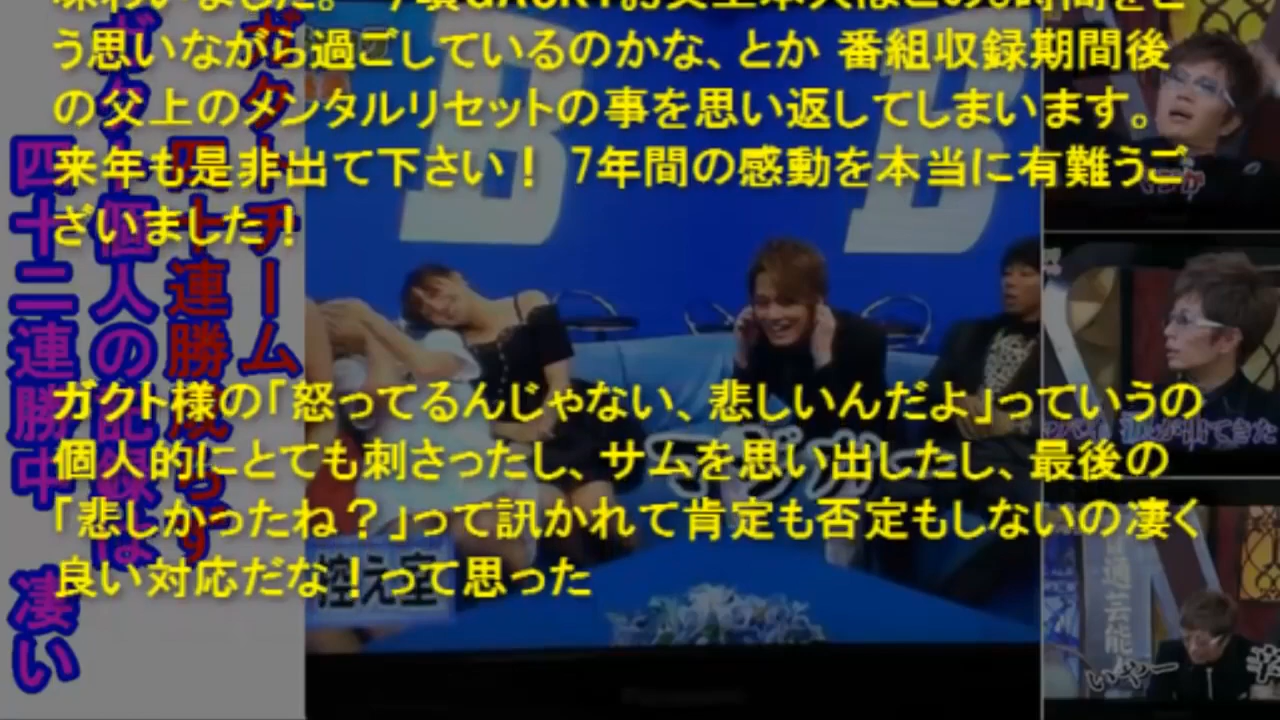 う思いながら過ごしているのかな、とか 番組収録期間後
の父上のメンタルリセットの事を思い返してしまいます。
来年も是非出て下さい！ 7年間の感動を本当に有難うご
ざいました！
ガクト様の「怒ってるんじゃない、悲しいんだよ」っていうの
個人的にとても刺さったし、サムを思い出したし、最後の
「悲しかったね？」って訊かれて肯定も否定もしないの凄く
良い対応だな！って思った
ガクトチーム
四十二連勝中 凄い
控え室
マジか
いやー